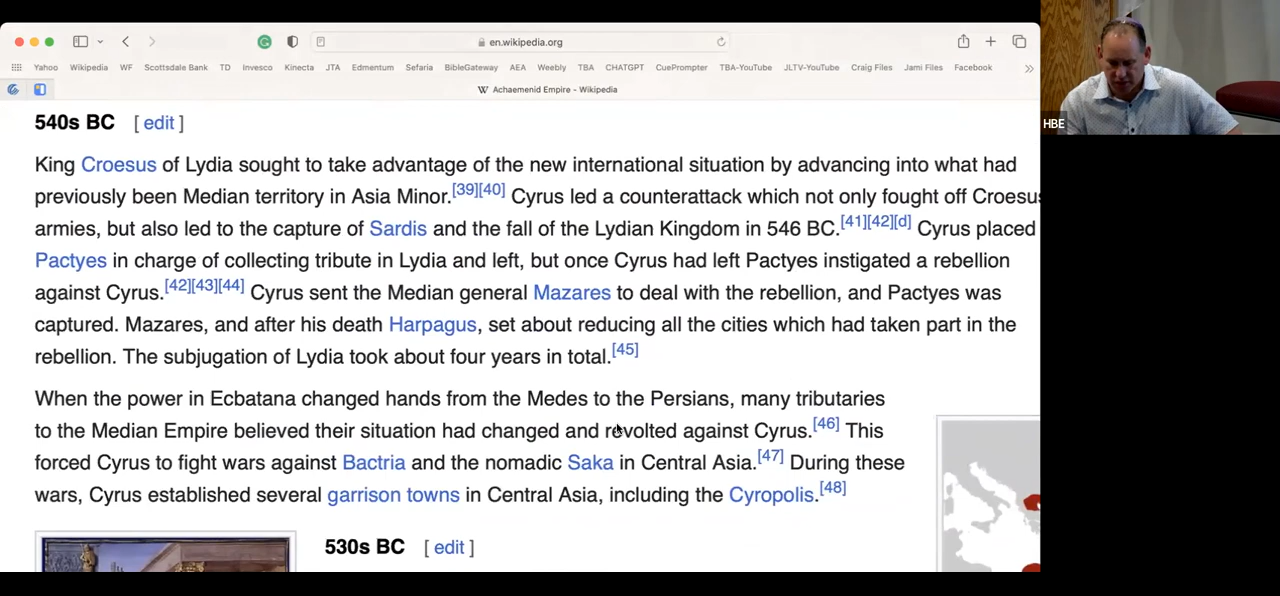 en.wikipedia.org
Yahoo Wikipedia WF Scottsdale Bank TD Invesco Kinecta JTA Edmentum Sefaria BibleGateway AEA Weebly TBA CHATGPT CuePrompter TBA-YouTube JLTV-YouTube Craig Files Jami Files Facebook
W Achaemenid Empire - Wikipedia
HBE
540s BC [ edit ]
King Croesus of Lydia sought to take advantage of the new international situation by advancing into what had
previously been Median territory in Asia Minor.[39][40] Cyrus led a counterattack which not only fought off Croesus
armies, but also led to the capture of Sardis and the fall of the Lydian Kingdom in 546 BC.[41][42][d] Cyrus placed
Pactyes in charge of collecting tribute in Lydia and left, but once Cyrus had left Pactyes instigated a rebellion
against Cyrus.[42][43][44] Cyrus sent the Median general Mazares to deal with the rebellion, and Pactyes was
captured. Mazares, and after his death Harpagus, set about reducing all the cities which had taken part in the
rebellion. The subjugation of Lydia took about four years in total.[45]
When the power in Ecbatana changed hands from the Medes to the Persians, many tributaries
to the Median Empire believed their situation had changed and revolted against Cyrus.[46] This
forced Cyrus to fight wars against Bactria and the nomadic Saka in Central Asia.[47] During these
wars, Cyrus established several garrison towns in Central Asia, including the Cyropolis.[48]
530s BC [ edit ]